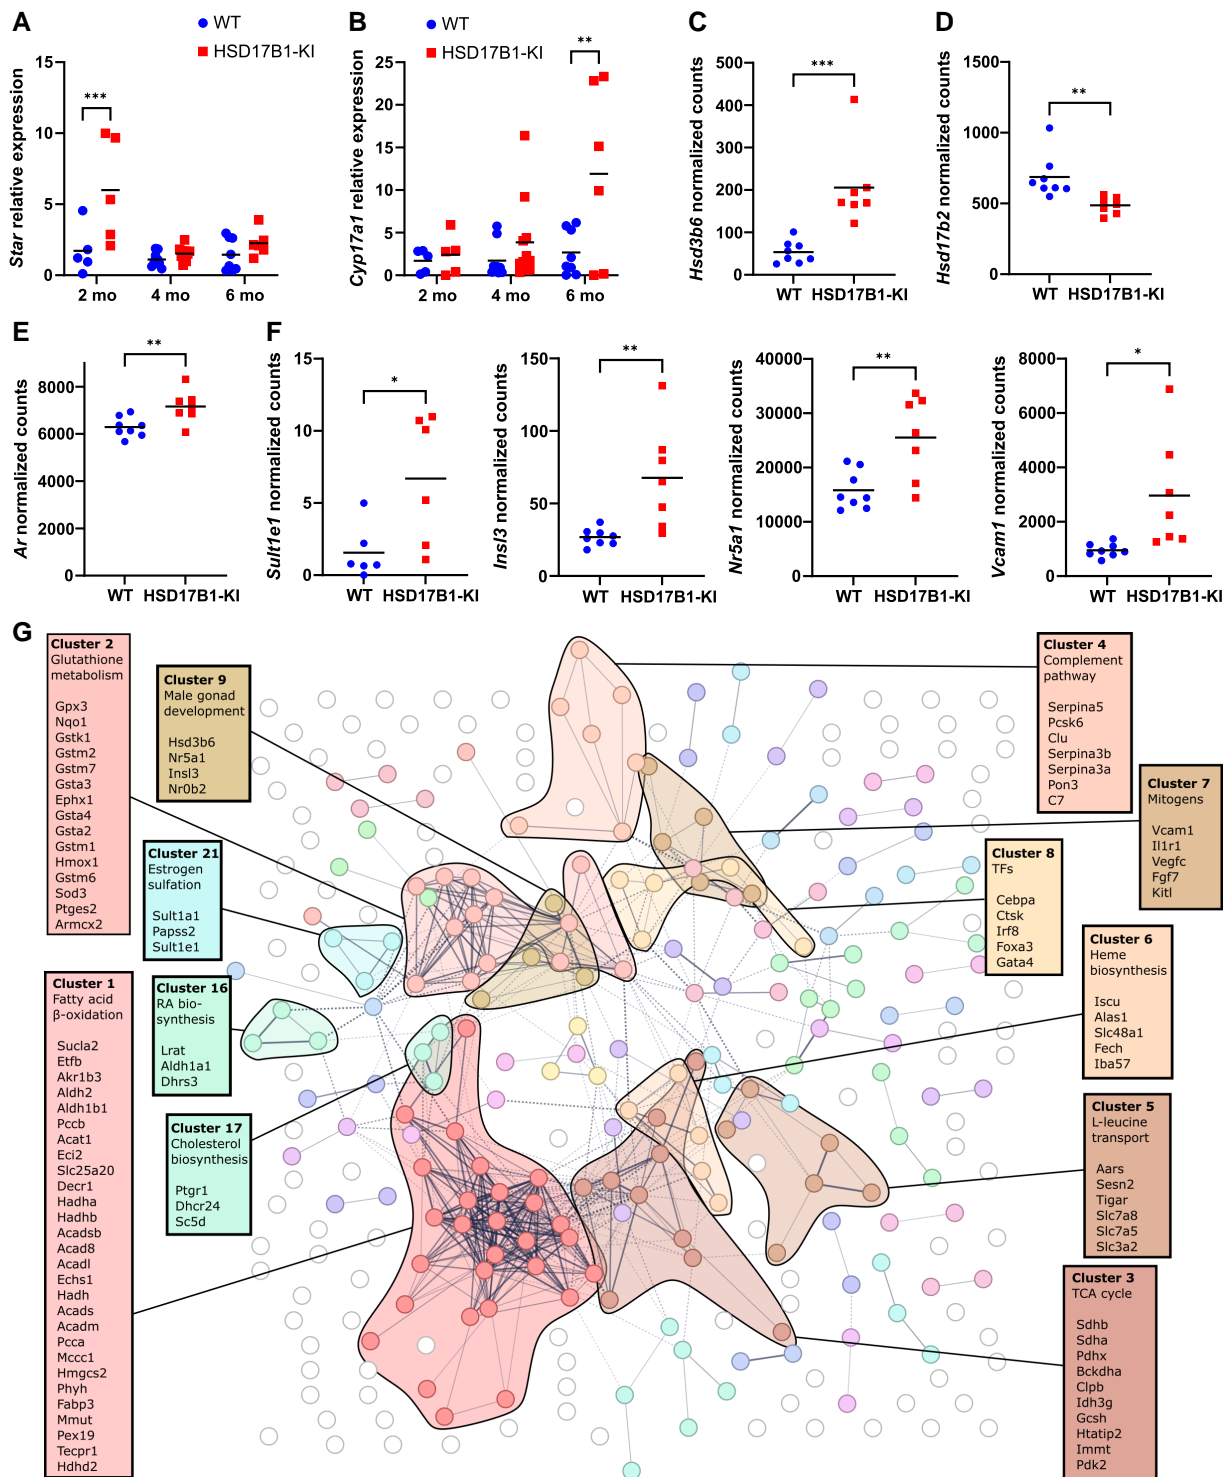 A
WT
HSD17B1-KI
Star relative expression
15
10
5
0
***
2 mo
4 mo
6 mo
B
WT
HSD17B1-KI
Cyp17a1 relative expression
25
20
15
10
5
0
**
2 mo
4 mo
6 mo
C
Hsd3b6 normalized counts
500
400
300
200
100
0
***
WT
HSD17B1-KI
D
Hsd17b2 normalized counts
1500
1000
500
0
**
WT
HSD17B1-KI
E
Ar normalized counts
8000
6000
4000
2000
0
**
WT
HSD17B1-KI
F
Sult1e1 normalized counts
15
10
5
0
*
WT
HSD17B1-KI
Insl3 normalized counts
150
100
50
0
**
WT
HSD17B1-KI
Nr5a1 normalized counts
40000
30000
20000
10000
0
**
WT
HSD17B1-KI
Vcam1 normalized counts
8000
6000
4000
2000
0
*
WT
HSD17B1-KI
G
Cluster 2
Glutathione
metabolism
Gpx3
Nqo1
Gstk1
Gstm2
Gstm7
Gsta3
Ephx1
Gsta4
Gsta2
Gstm1
Hmox1
Gstm6
Sod3
Ptges2
Armcx2
Cluster 9
Male gonad
development
Hsd3b6
Nr5a1
Insl3
Nr0b2
Cluster 21
Estrogen
sulfation
Sult1a1
Papss2
Sult1e1
Cluster 1
Fatty acid
β-oxidation
Sucla2
Etfb
Akr1b3
Aldh2
Aldh1b1
Pccb
Acat1
Eci2
Slc25a20
Decr1
Hadha
Hadhb
Acadsb
Acad8
Acadl
Echs1
Hadh
Acads
Acadm
Pcca
Mccc1
Hmgcs2
Phyh
Fabp3
Mmut
Pex19
Tecpr1
Hdhd2
Cluster 16
RA bio-
synthesis
Lrat
Aldh1a1
Dhrs3
Cluster 17
Cholesterol
biosynthesis
Ptgr1
Dhcr24
Sc5d
Cluster 4
Complement
pathway
Serpina5
Pcsk6
Clu
Serpina3b
Serpina3a
Pon3
C7
Cluster 7
Mitogens
Vcam1
Il1r1
Vegfc
Fgf7
Kitl
Cluster 8
TFs
Cebpa
Ctsk
Irf8
Foxa3
Gata4
Cluster 6
Heme
biosynthesis
Iscu
Alas1
Slc48a1
Fech
Iba57
Cluster 5
L-leucine
transport
Aars
Sesn2
Tigar
Slc7a8
Slc7a5
Slc3a2
Cluster 3
TCA cycle
Sdhb
Sdha
Pdhx
Bckdha
Clpb
Idh3g
Gcsh
Htatip2
Immt
Pdk2